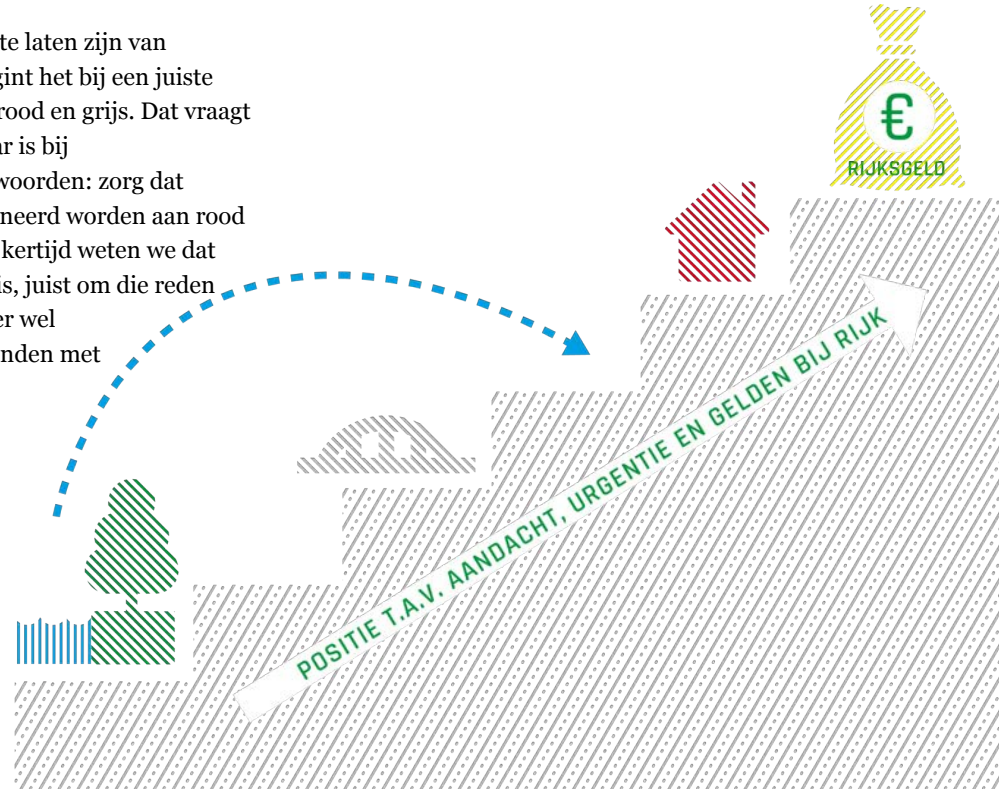 te laten zijn van
gint het bij een juiste
rood en grijs. Dat vraagt
ar is bij
woorden: zorg dat
neerd worden aan rood
kertijd weten we dat
is, juist om die reden
er wel
nden met
€
RIJKSGELD
POSITIE T.A.V. AANDACHT, URGENTIE EN GELDEN BIJ RIJK